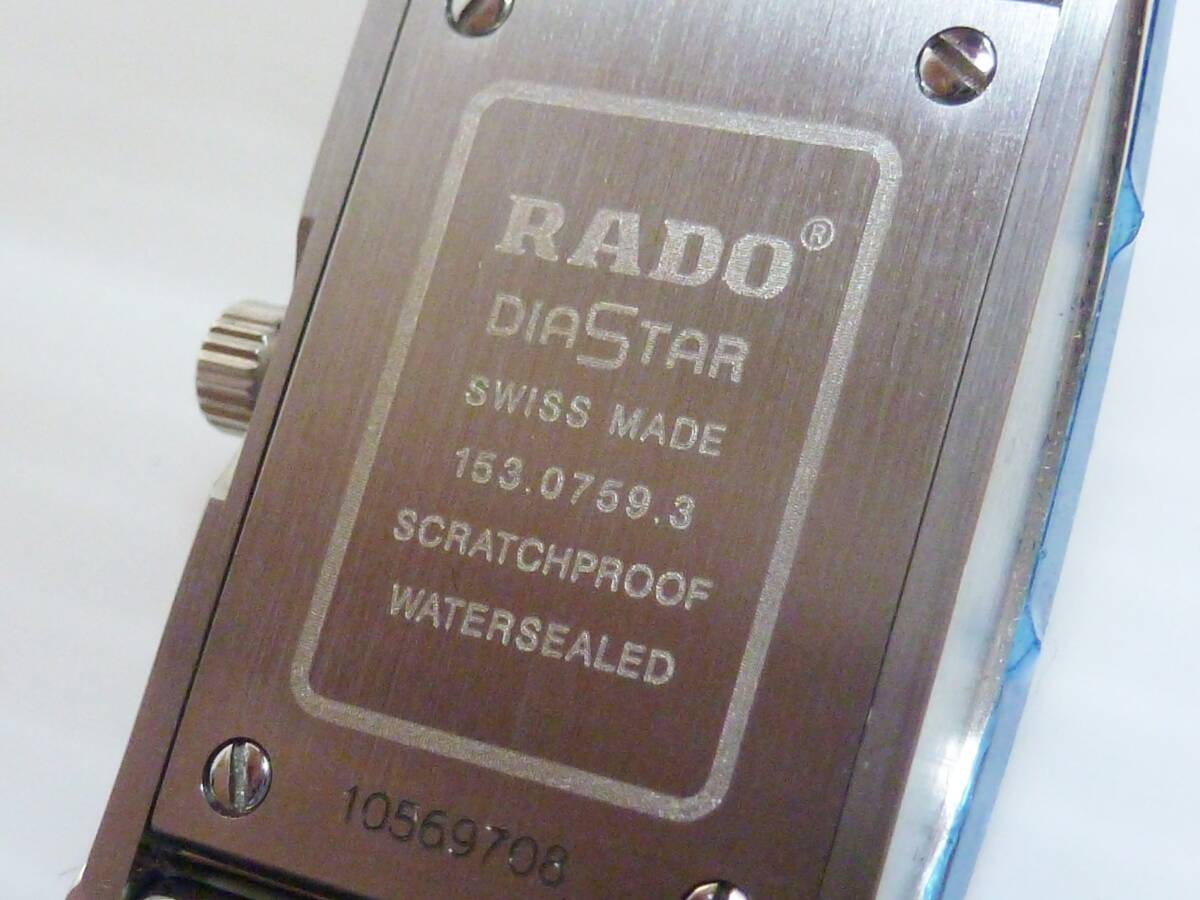 RADO®
DIASTAR
SWISS MADE
153.0759.3
SCRATCHPROOF
WATERSEALED
10569708